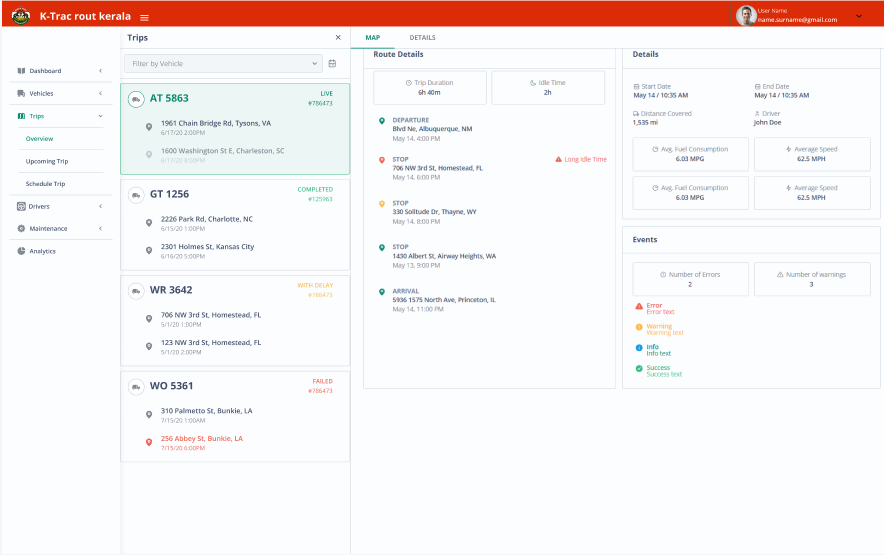 K-Trac rout kerala
User Name
name.surname@gmail.com
Dashboard
Vehicles
Trips
Overview
Upcoming Trip
Schedule Trip
Drivers
Maintenance
Analytics
Trips
Filter by Vehicle
AT 5863
LIVE
#786473
1961 Chain Bridge Rd, Tysons, VA
6/17/20 2:00PM
1600 Washington St E, Charleston, SC
6/17/20 8:00PM
GT 1256
COMPLETED
#125963
2226 Park Rd, Charlotte, NC
6/15/20 1:00PM
2301 Holmes St, Kansas City
6/16/20 5:00PM
WR 3642
WITH DELAY
#786473
706 NW 3rd St, Homestead, FL
5/1/20 1:00PM
123 NW 3rd St, Homestead, FL
5/1/20 2:00PM
WO 5361
FAILED
#786473
310 Palmetto St, Bunkie, LA
7/15/20 1:00AM
256 Abbey St, Bunkie, LA
7/15/20 6:00PM
MAP
DETAILS
Route Details
Trip Duration
6h 40m
Idle Time
2h
DEPARTURE
Blvd Ne, Albuquerque, NM
May 14, 4:00 PM
STOP
706 NW 3rd St, Homestead, FL
May 14, 6:00 PM
Long Idle Time
STOP
330 Solitude Dr, Thayne, WY
May 14, 8:00 PM
STOP
1430 Albert St, Airway Heights, WA
May 13, 9:00 PM
ARRIVAL
5936 1575 North Ave, Princeton, IL
May 14, 11:00 PM
Details
Start Date
May 14 / 10:35 AM
End Date
May 14 / 10:35 AM
Distance Covered
1,535 mi
Driver
John Doe
Avg. Fuel Consumption
6.03 MPG
Average Speed
62.5 MPH
Avg. Fuel Consumption
6.03 MPG
Average Speed
62.5 MPH
Events
Number of Errors
2
Number of warnings
3
Error
Error text
Warning
Warning text
Info
Info text
Success
Success text